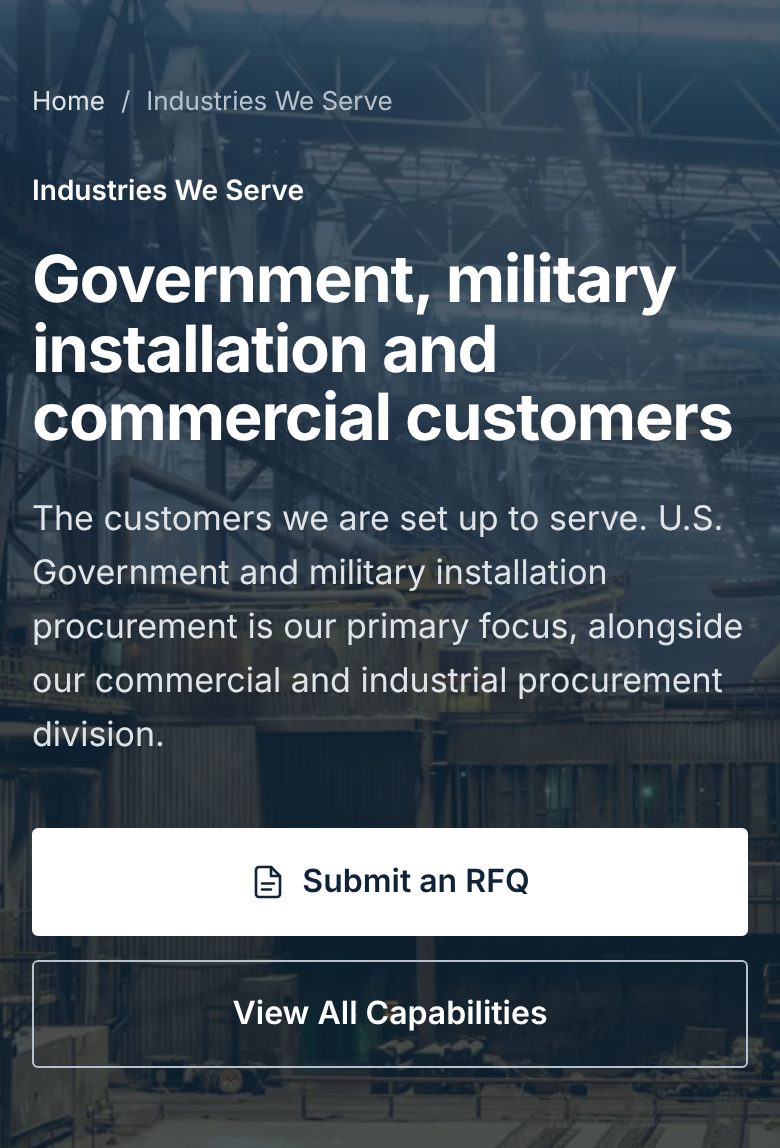 Home / Industries We Serve
Industries We Serve
Government, military
installation and
commercial customers
The customers we are set up to serve. U.S.
Government and military installation
procurement is our primary focus, alongside
our commercial and industrial procurement
division.
Submit an RFQ
View All Capabilities